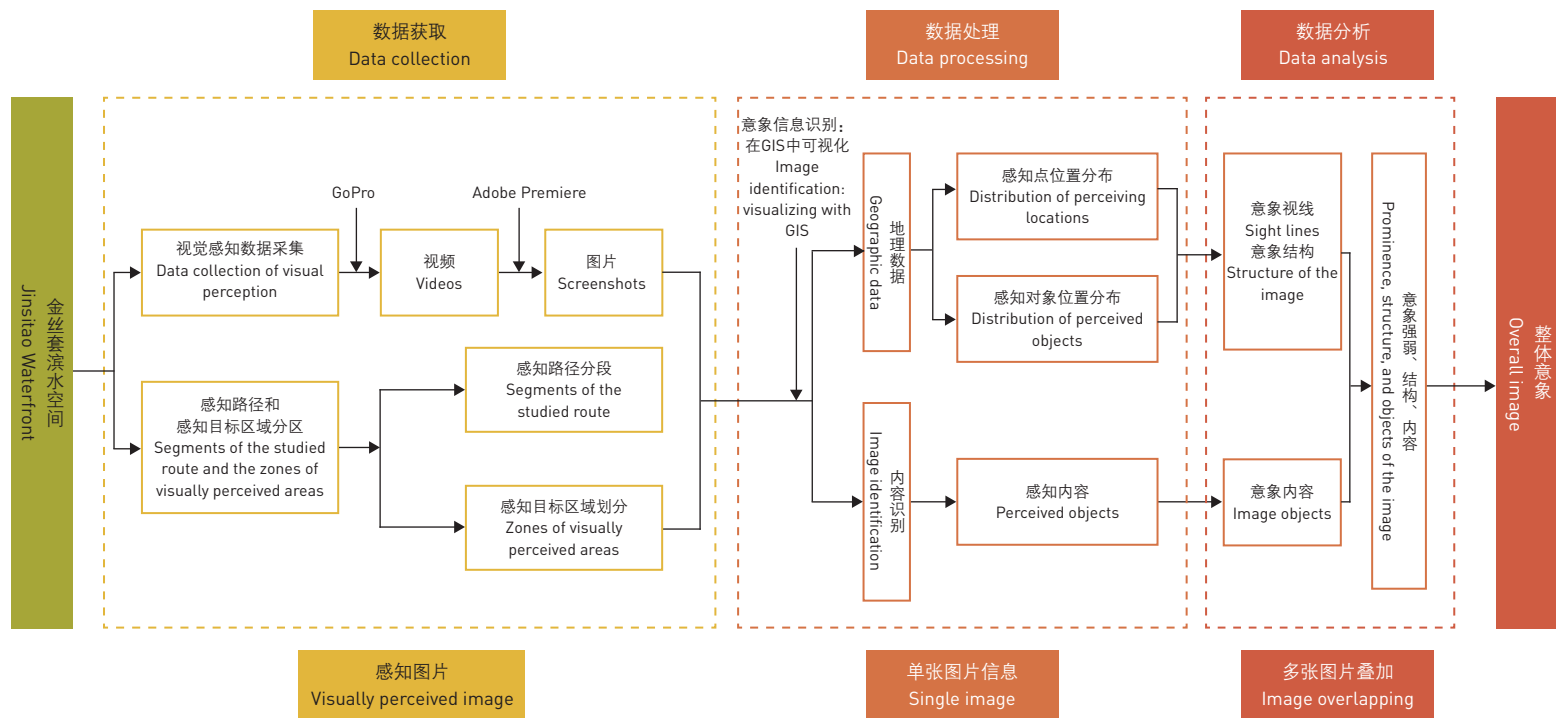 数据获取
Data collection
数据处理
Data processing
数据分析
Data analysis
金丝套滨水空间
Jinsitao Waterfront
GoPro
Adobe Premiere
视觉感知数据采集
Data collection of visual
perception
视频
Videos
图片
Screenshots
感知路径和
感知目标区域分区
Segments of the studied
route and the zones of
visually perceived areas
感知路径分段
Segments of the
studied route
感知目标区域划分
Zones of visually
perceived areas
意象信息识别：
在GIS中可视化
Image
identification:
visualizing with
GIS
地理数据
Geographic data
感知点位置分布
Distribution of perceiving
locations
感知对象位置分布
Distribution of perceived
objects
内容识别
Image identification
感知内容
Perceived objects
意象视线
Sight lines
意象结构
Structure of the
image
意象内容
Image objects
意象强弱、结构、内容
Prominence, structure, and objects of the image
整体意象
Overall image
感知图片
Visually perceived image
单张图片信息
Single image
多张图片叠加
Image overlapping